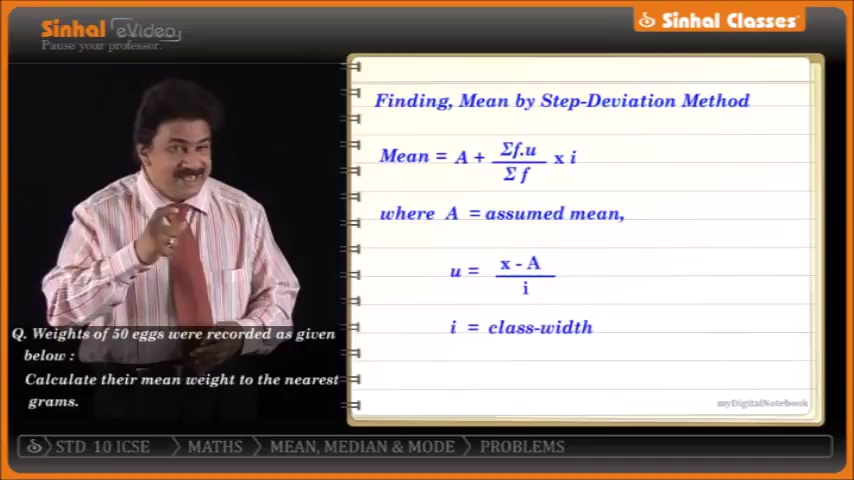 Sinhal eVideo
Pause your professor.
Sinhal Classes
Finding, Mean by Step-Deviation Method
Mean = A + Σf.u / Σ f x i
where A = assumed mean,
u = x - A / i
i = class-width
Q. Weights of 50 eggs were recorded as given
below :
Calculate their mean weight to the nearest
grams.
myDigitalNotebook
STD 10 ICSE MATHS MEAN, MEDIAN & MODE PROBLEMS